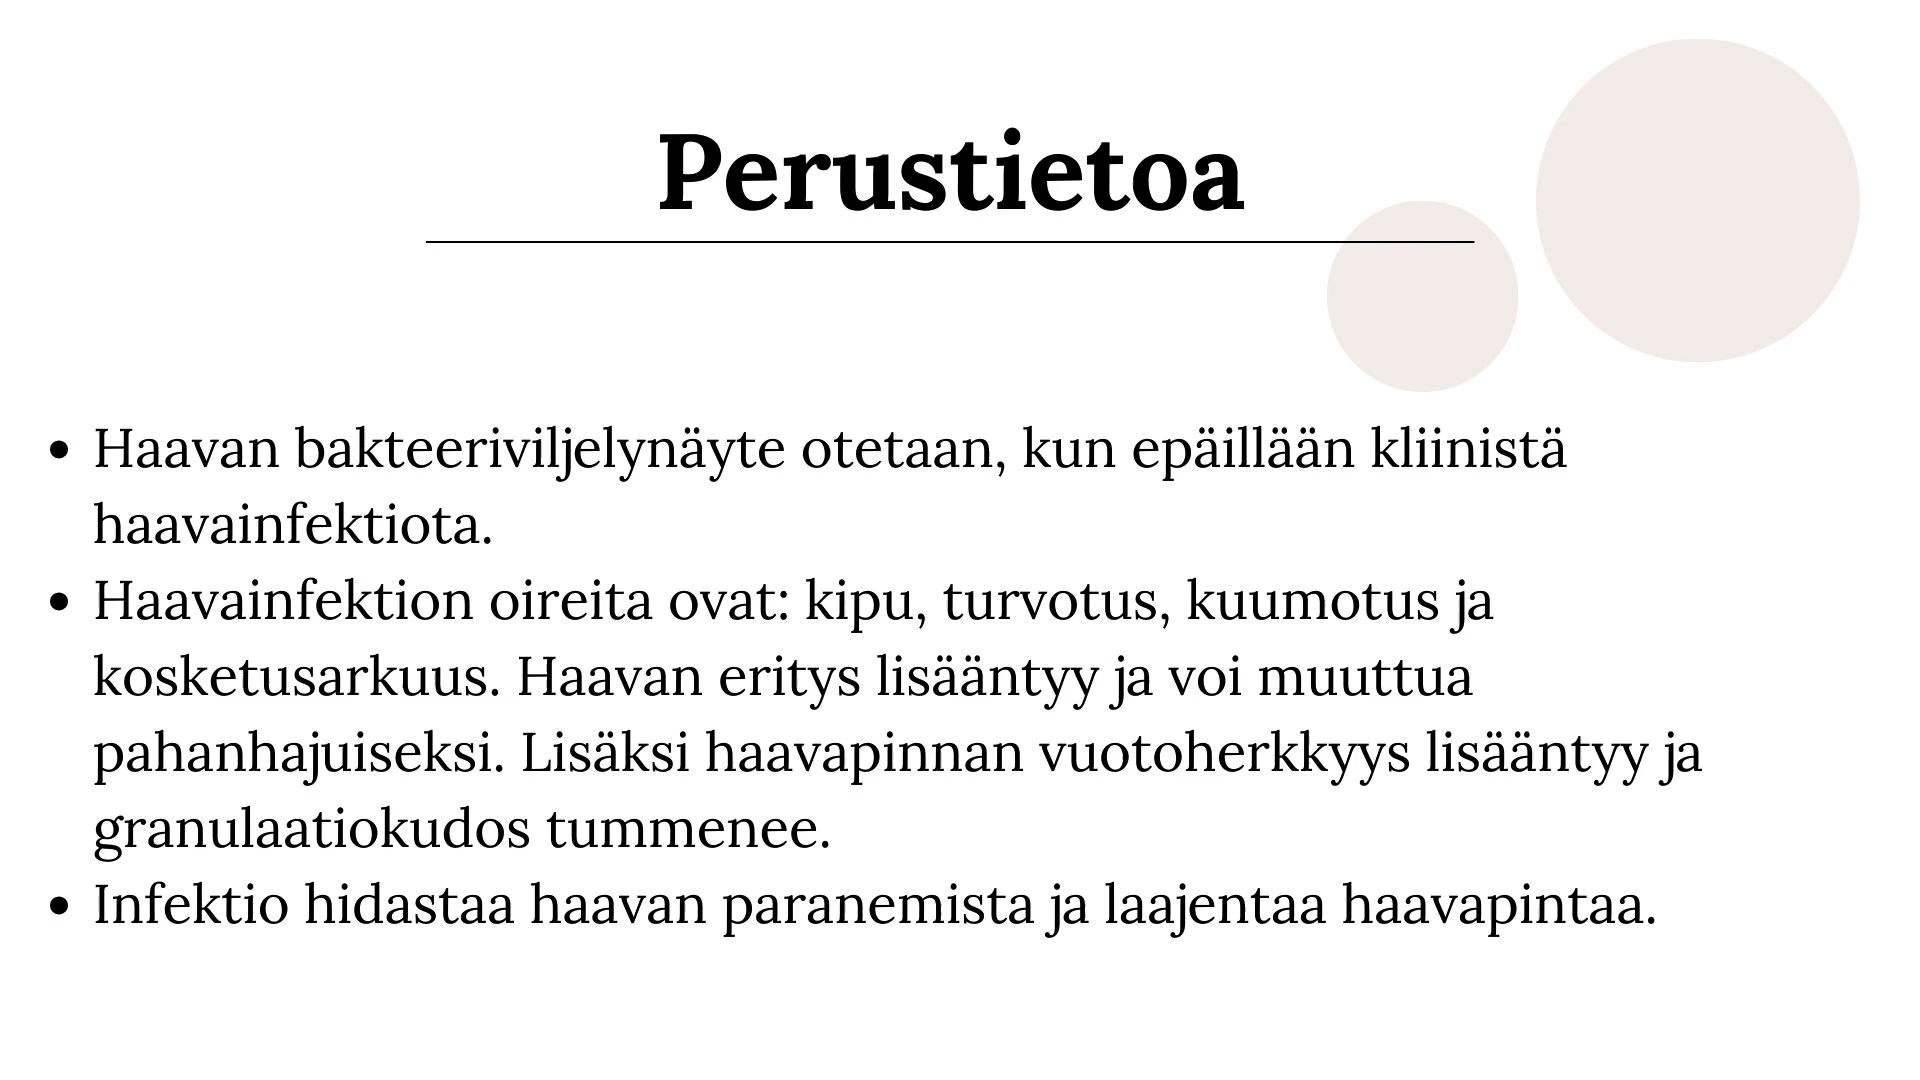 Perustietoa
• Haavan bakteeriviljelynäyte otetaan, kun epäillään kliinistä
haavainfektiota.
• Haavainfektion oireita ovat: kipu, turvotus, kuumotus ja
kosketusarkuus. Haavan eritys lisääntyy ja voi muuttua
pahanhajuiseksi. Lisäksi haavapinnan vuotoherkkyys lisääntyy ja
granulaatiokudos tummenee.
• Infektio hidastaa haavan paranemista ja laajentaa haavapintaa.